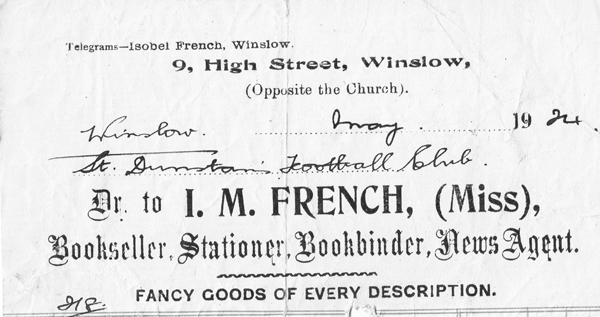 Telegrams—Isobel French, Winslow.
9, High Street, Winslow,
(Opposite the Church).
Winslow. May. 1924.
St. Dunstan's Football Club.
Dr. to I. M. FRENCH, (Miss),
Bookseller, Stationer, Bookbinder, News Agent.
FANCY GOODS OF EVERY DESCRIPTION.